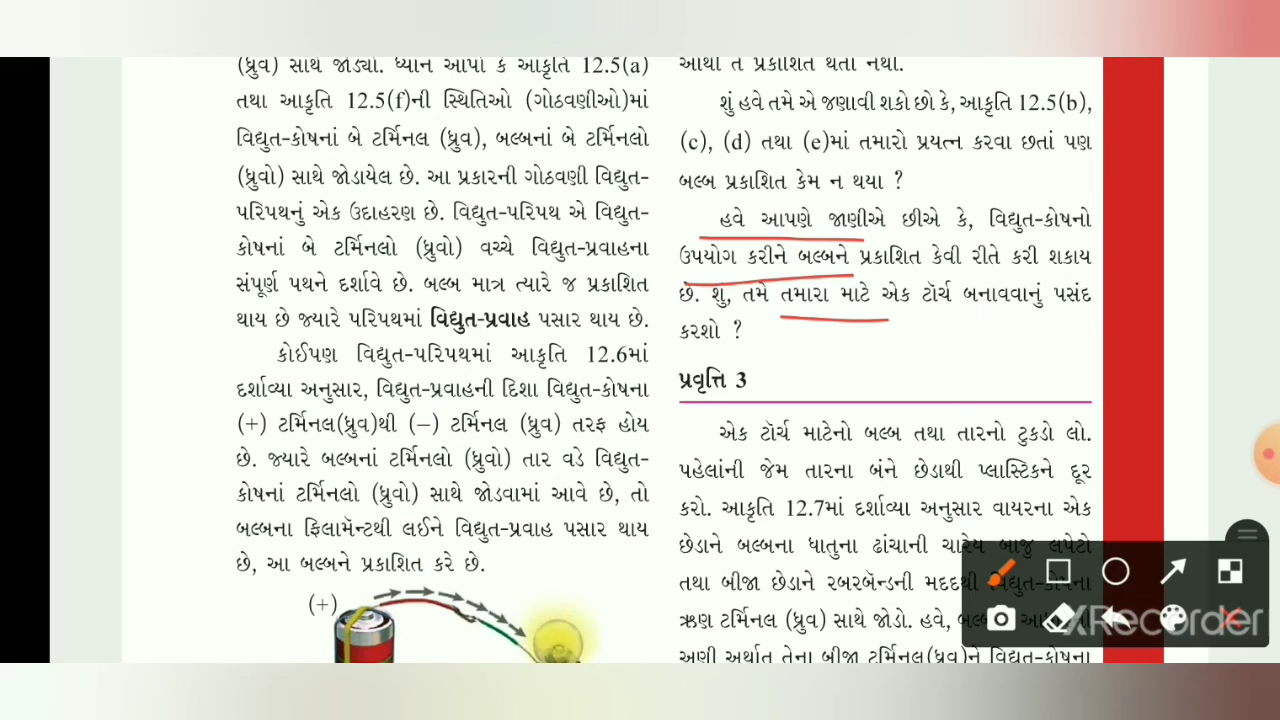 (ધ્રુવ) સાથે જોડ્યો. ધ્યાન આપો કે આકૃતિ 12.5(a)
તથા આકૃતિ 12.5(f)ની સ્થિતિઓ (ગોઠવણીઓ)માં
વિદ્યુત-કોષનાં બે ટર્મિનલ (ધ્રુવ), બલ્બનાં બે ટર્મિનલો
(ધ્રુવો) સાથે જોડાયેલ છે. આ પ્રકારની ગોઠવણી વિદ્યુત-
પરિપથનું એક ઉદાહરણ છે. વિદ્યુત-પરિપથ એ વિદ્યુત-
કોષનાં બે ટર્મિનલો (ધ્રુવો) વચ્ચે વિદ્યુત-પ્રવાહના
સંપૂર્ણ પથને દર્શાવે છે. બલ્બ માત્ર ત્યારે જ પ્રકાશિત
થાય છે જ્યારે પરિપથમાં વિદ્યુત-પ્રવાહ પસાર થાય છે.
કોઈપણ વિદ્યુત-પરિપથમાં આકૃતિ 12.6માં
દર્શાવ્યા અનુસાર, વિદ્યુત-પ્રવાહની દિશા વિદ્યુત-કોષના
(+) ટર્મિનલ(ધ્રુવ)થી (–) ટર્મિનલ (ધ્રુવ) તરફ હોય
છે. જ્યારે બલ્બનાં ટર્મિનલો (ધ્રુવો) તાર વડે વિદ્યુત-
કોષનાં ટર્મિનલો (ધ્રુવો) સાથે જોડવામાં આવે છે, તો
બલ્બના ફિલામૅન્ટથી લઈને વિદ્યુત-પ્રવાહ પસાર થાય
છે, આ બલ્બને પ્રકાશિત કરે છે.
(+)
આથી તે પ્રકાશિત થતો નથી.
શું હવે તમે એ જણાવી શકો છો કે, આકૃતિ 12.5(b),
(c), (d) તથા (e)માં તમારો પ્રયત્ન કરવા છતાં પણ
બલ્બ પ્રકાશિત કેમ ન થયા ?
હવે આપણે જાણીએ છીએ કે, વિદ્યુત-કોષનો
ઉપયોગ કરીને બલ્બને પ્રકાશિત કેવી રીતે કરી શકાય
છે. શું, તમે તમારા માટે એક ટૉર્ચ બનાવવાનું પસંદ
કરશો ?
પ્રવૃત્તિ 3
એક ટૉર્ચ માટેનો બલ્બ તથા તારનો ટુકડો લો.
પહેલાંની જેમ તારના બંને છેડાથી પ્લાસ્ટિકને દૂર
કરો. આકૃતિ 12.7માં દર્શાવ્યા અનુસાર વાયરના એક
છેડાને બલ્બના ધાતુના ઢાંચાની ચારેય બાજુ લપેટો
તથા બીજા છેડાને રબરબૅન્ડની મદદથી વિદ્યુત-કોષના
ઋણ ટર્મિનલ (ધ્રુવ) સાથે જોડો. હવે,
અણી અર્થાત તેના બીજા ટર્મિનલ(ધ્રુવ)ને વિદ્યુત-કોષના
XRecorder